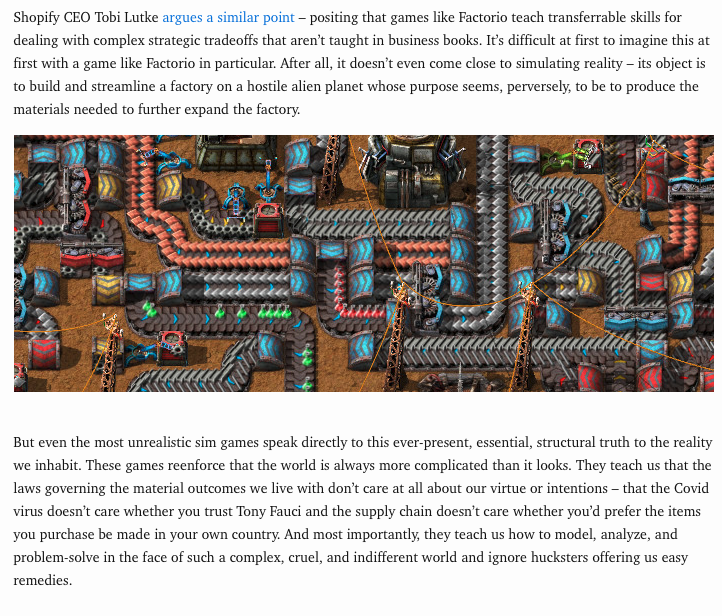 Shopify CEO Tobi Lutke argues a similar point – positing that games like Factorio teach transferrable skills for
dealing with complex strategic tradeoffs that aren’t taught in business books. It’s difficult at first to imagine this at
first with a game like Factorio in particular. After all, it doesn’t even come close to simulating reality – its object is
to build and streamline a factory on a hostile alien planet whose purpose seems, perversely, to be to produce the
materials needed to further expand the factory.
But even the most unrealistic sim games speak directly to this ever-present, essential, structural truth to the reality
we inhabit. These games reenforce that the world is always more complicated than it looks. They teach us that the
laws governing the material outcomes we live with don’t care at all about our virtue or intentions – that the Covid
virus doesn’t care whether you trust Tony Fauci and the supply chain doesn’t care whether you’d prefer the items
you purchase be made in your own country. And most importantly, they teach us how to model, analyze, and
problem-solve in the face of such a complex, cruel, and indifferent world and ignore hucksters offering us easy
remedies.